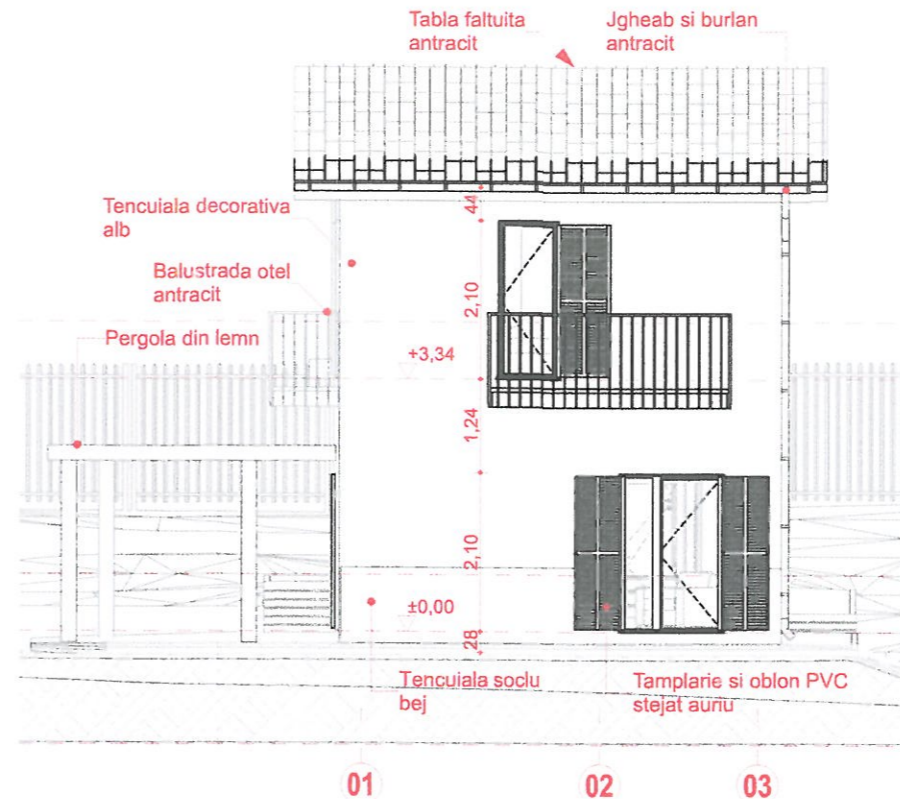 Tabla faltuita
antracit
Jgheab si burlan
antracit
Tencuiala decorativa
alb
Balustrada otel
antracit
Pergola din lemn
44
2,10
+3,34
1,24
2,10
±0,00
28
Tencuiala soclu
bej
Tamplarie si oblon PVC
stejat auriu
01
02
03